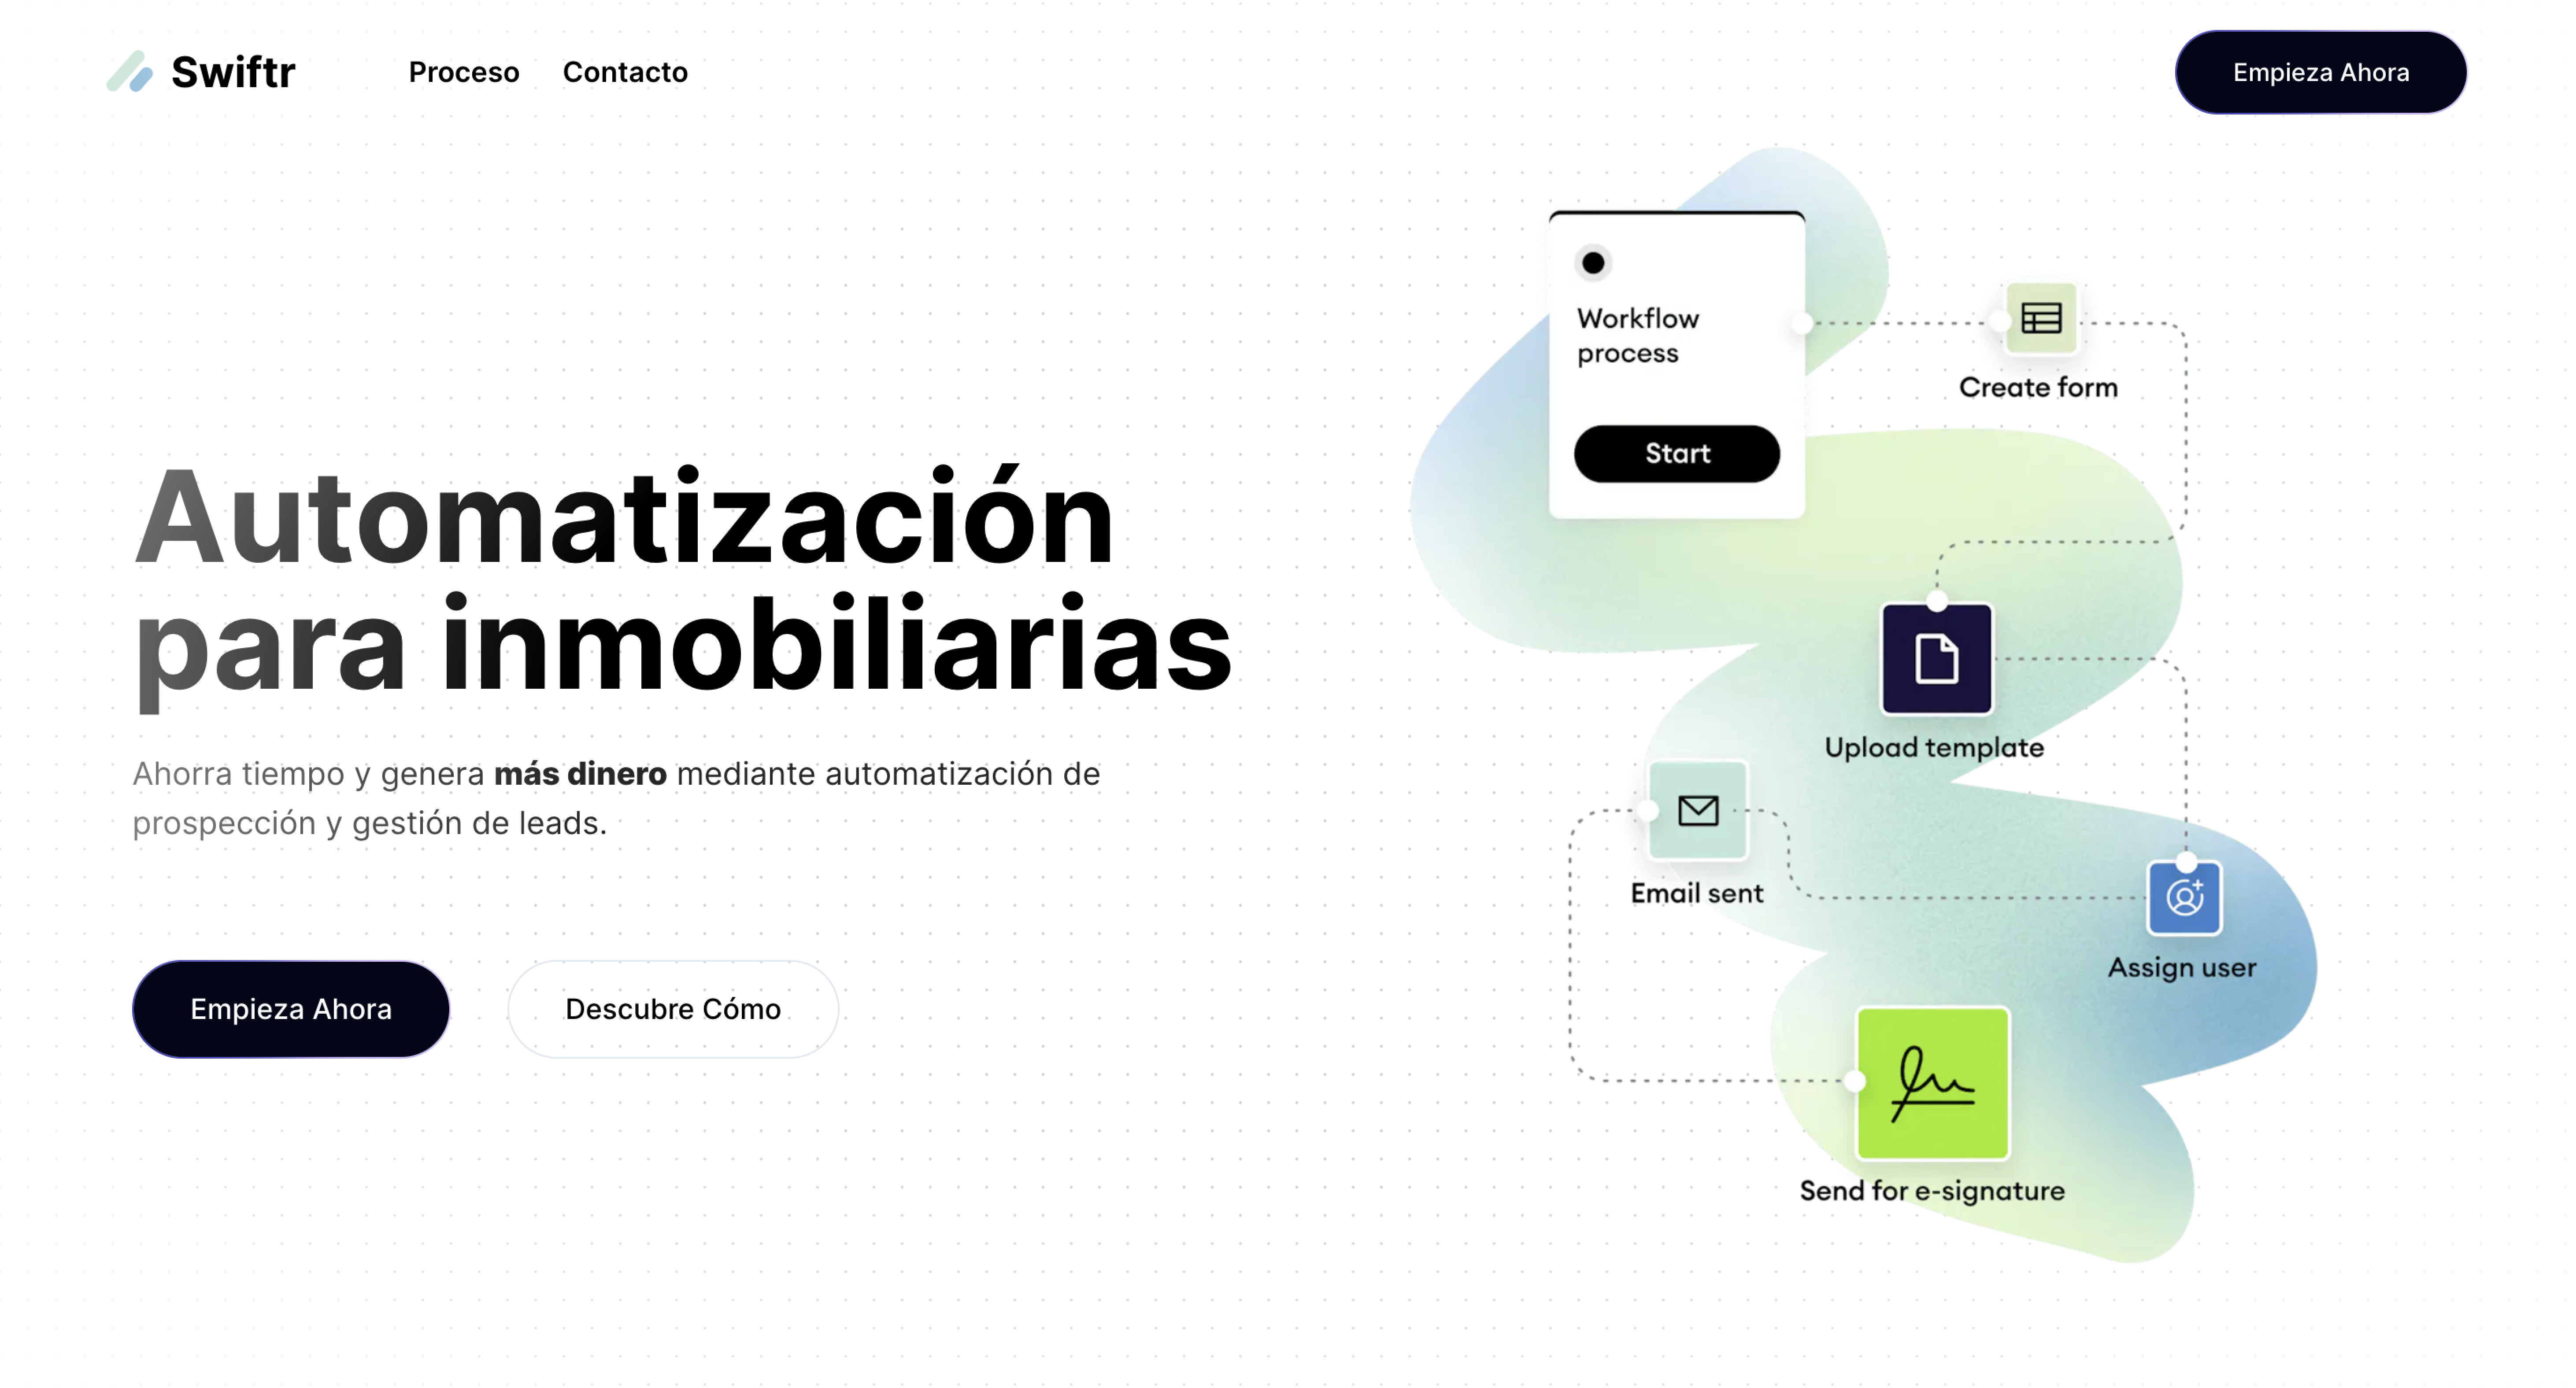 Swiftr
Proceso
Contacto
Empieza Ahora
Automatización
para inmobiliarias
Ahorra tiempo y genera más dinero mediante automatización de
prospección y gestión de leads.
Empieza Ahora
Descubre Cómo
Workflow
process
Start
Create form
Upload template
Email sent
Assign user
Send for e-signature